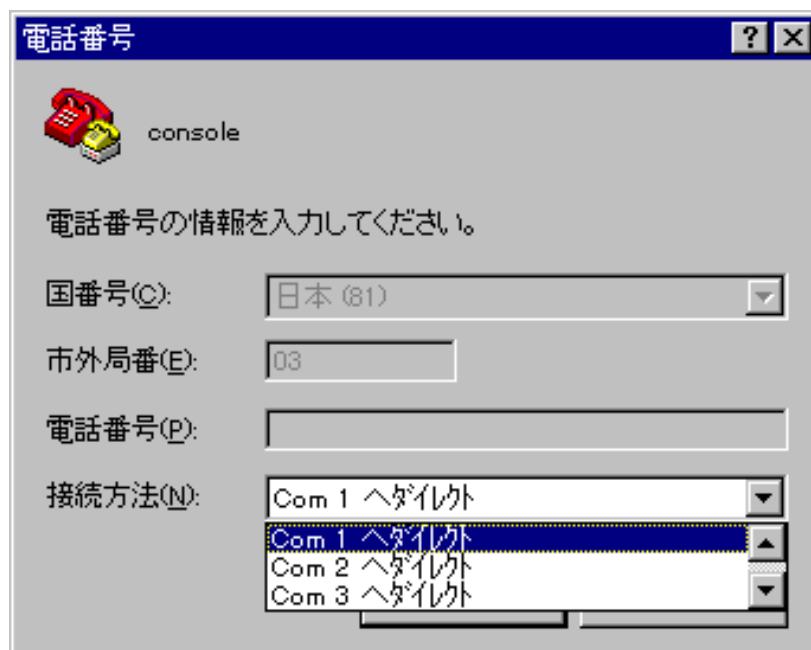 電話番号
console
電話番号の情報を入力してください。
国番号(C): 日本 (81)
市外局番(E): 03
電話番号(P):
接続方法(N): Com 1 へダイレクト
Com 1 へダイレクト
Com 2 へダイレクト
Com 3 へダイレクト